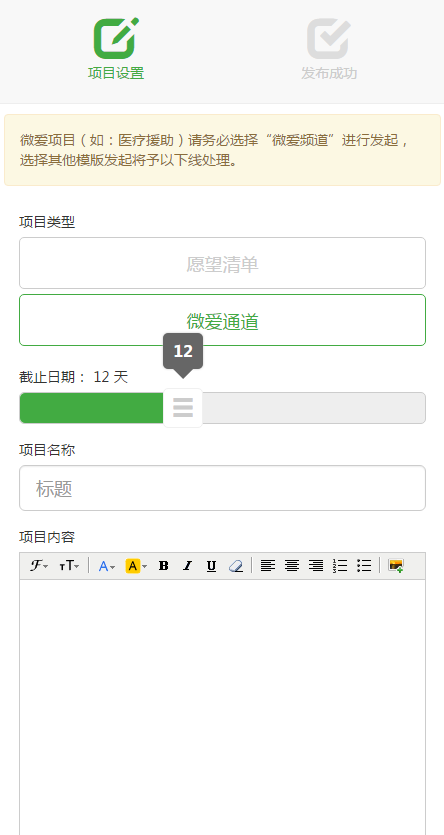 项目设置
发布成功
微爱项目（如：医疗援助）请务必选择“微爱频道”进行发起，
选择其他模版发起将予以下线处理。
项目类型
愿望清单
微爱通道
12
截止日期： 12 天
项目名称
标题
项目内容
F TT A A B I U